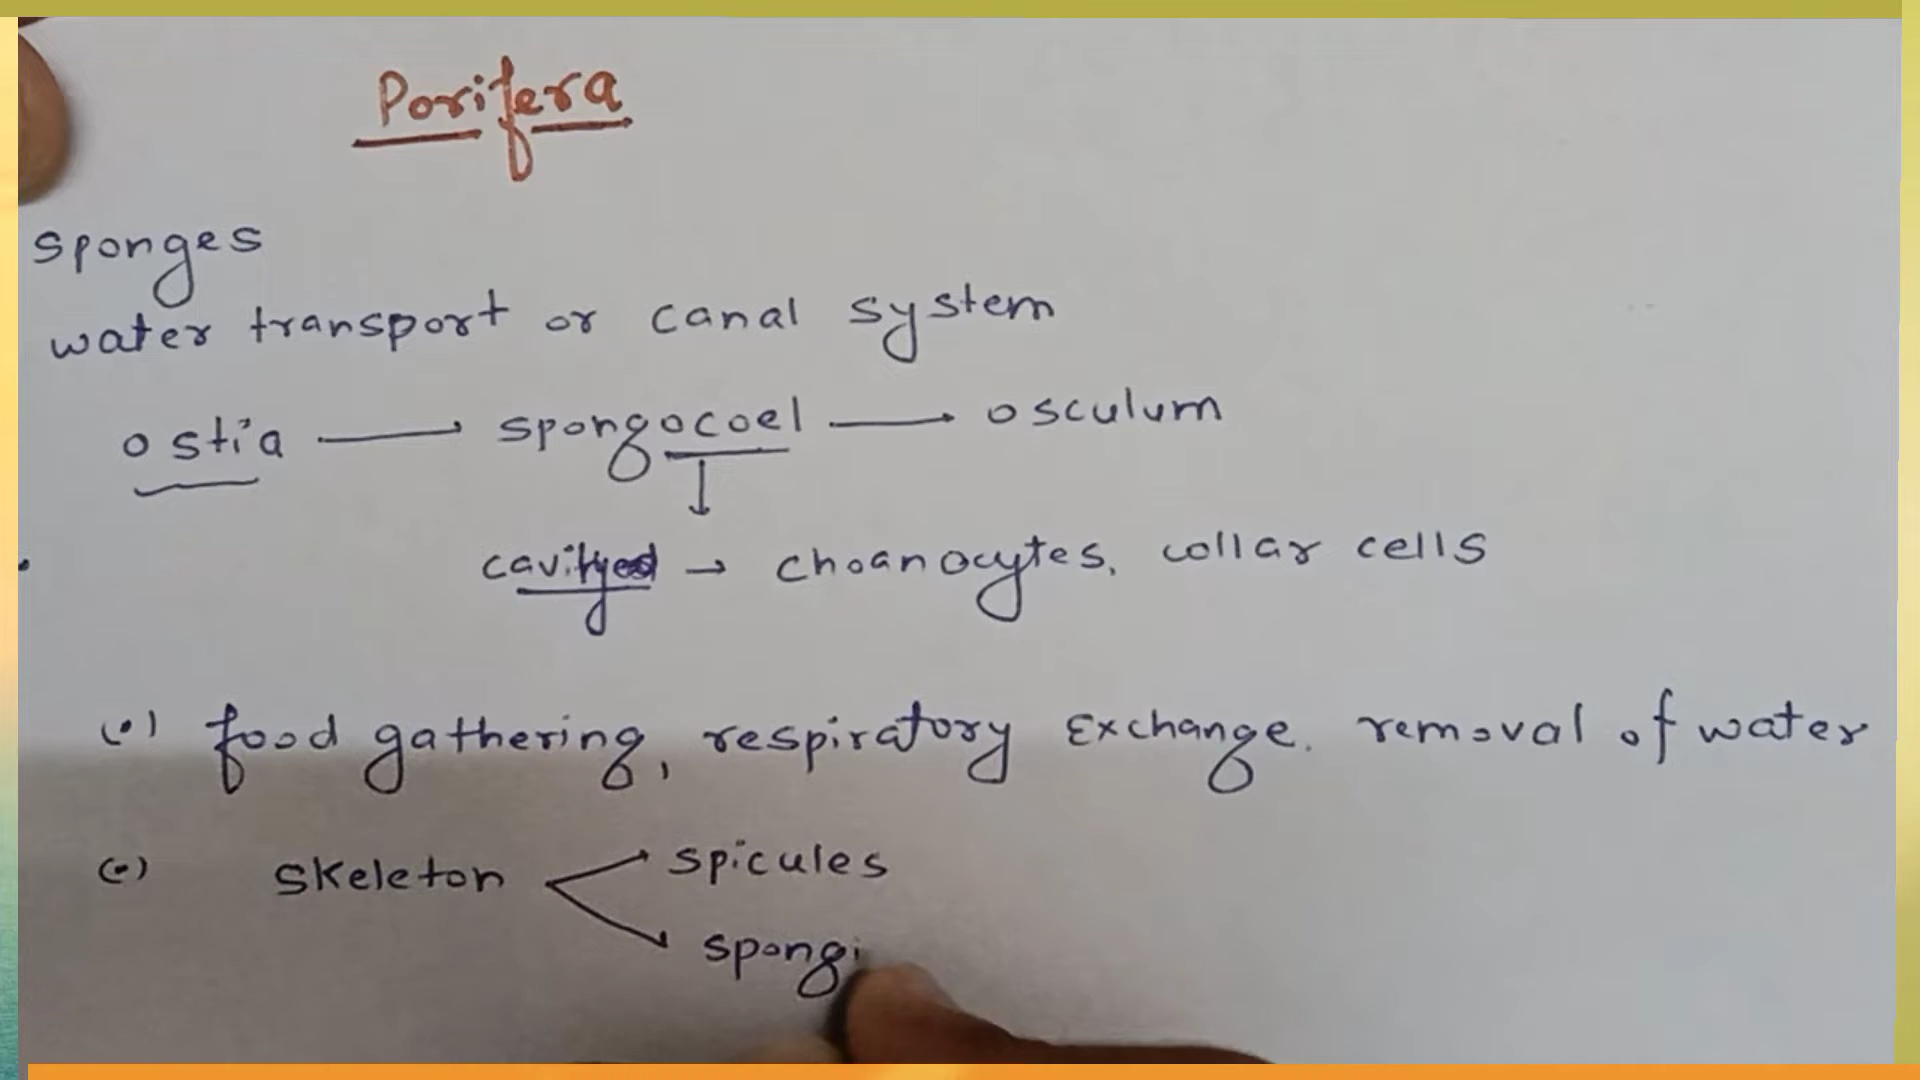 Porifera
sponges
water transport or canal system
ostia → spongocoel → osculum
↓
cavity → choanocytes, collar cells
(•) food gathering, respiratory Exchange. removal of water
(•) skeleton → spicules
→ spongi